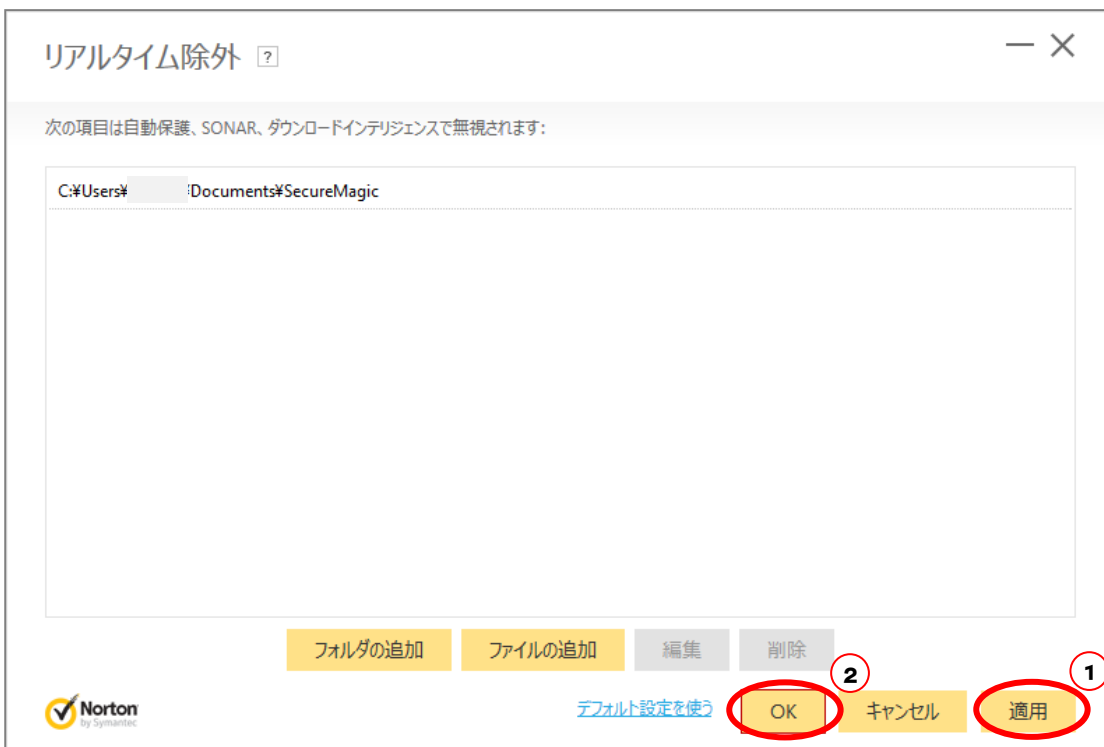 リアルタイム除外 ?
次の項目は自動保護、SONAR、ダウンロードインテリジェンスで無視されます:
C:¥Users¥ ¥Documents¥SecureMagic
フォルダの追加 ファイルの追加 編集 削除
② ①
Norton デフォルト設定を使う OK キャンセル 適用
by Symantec